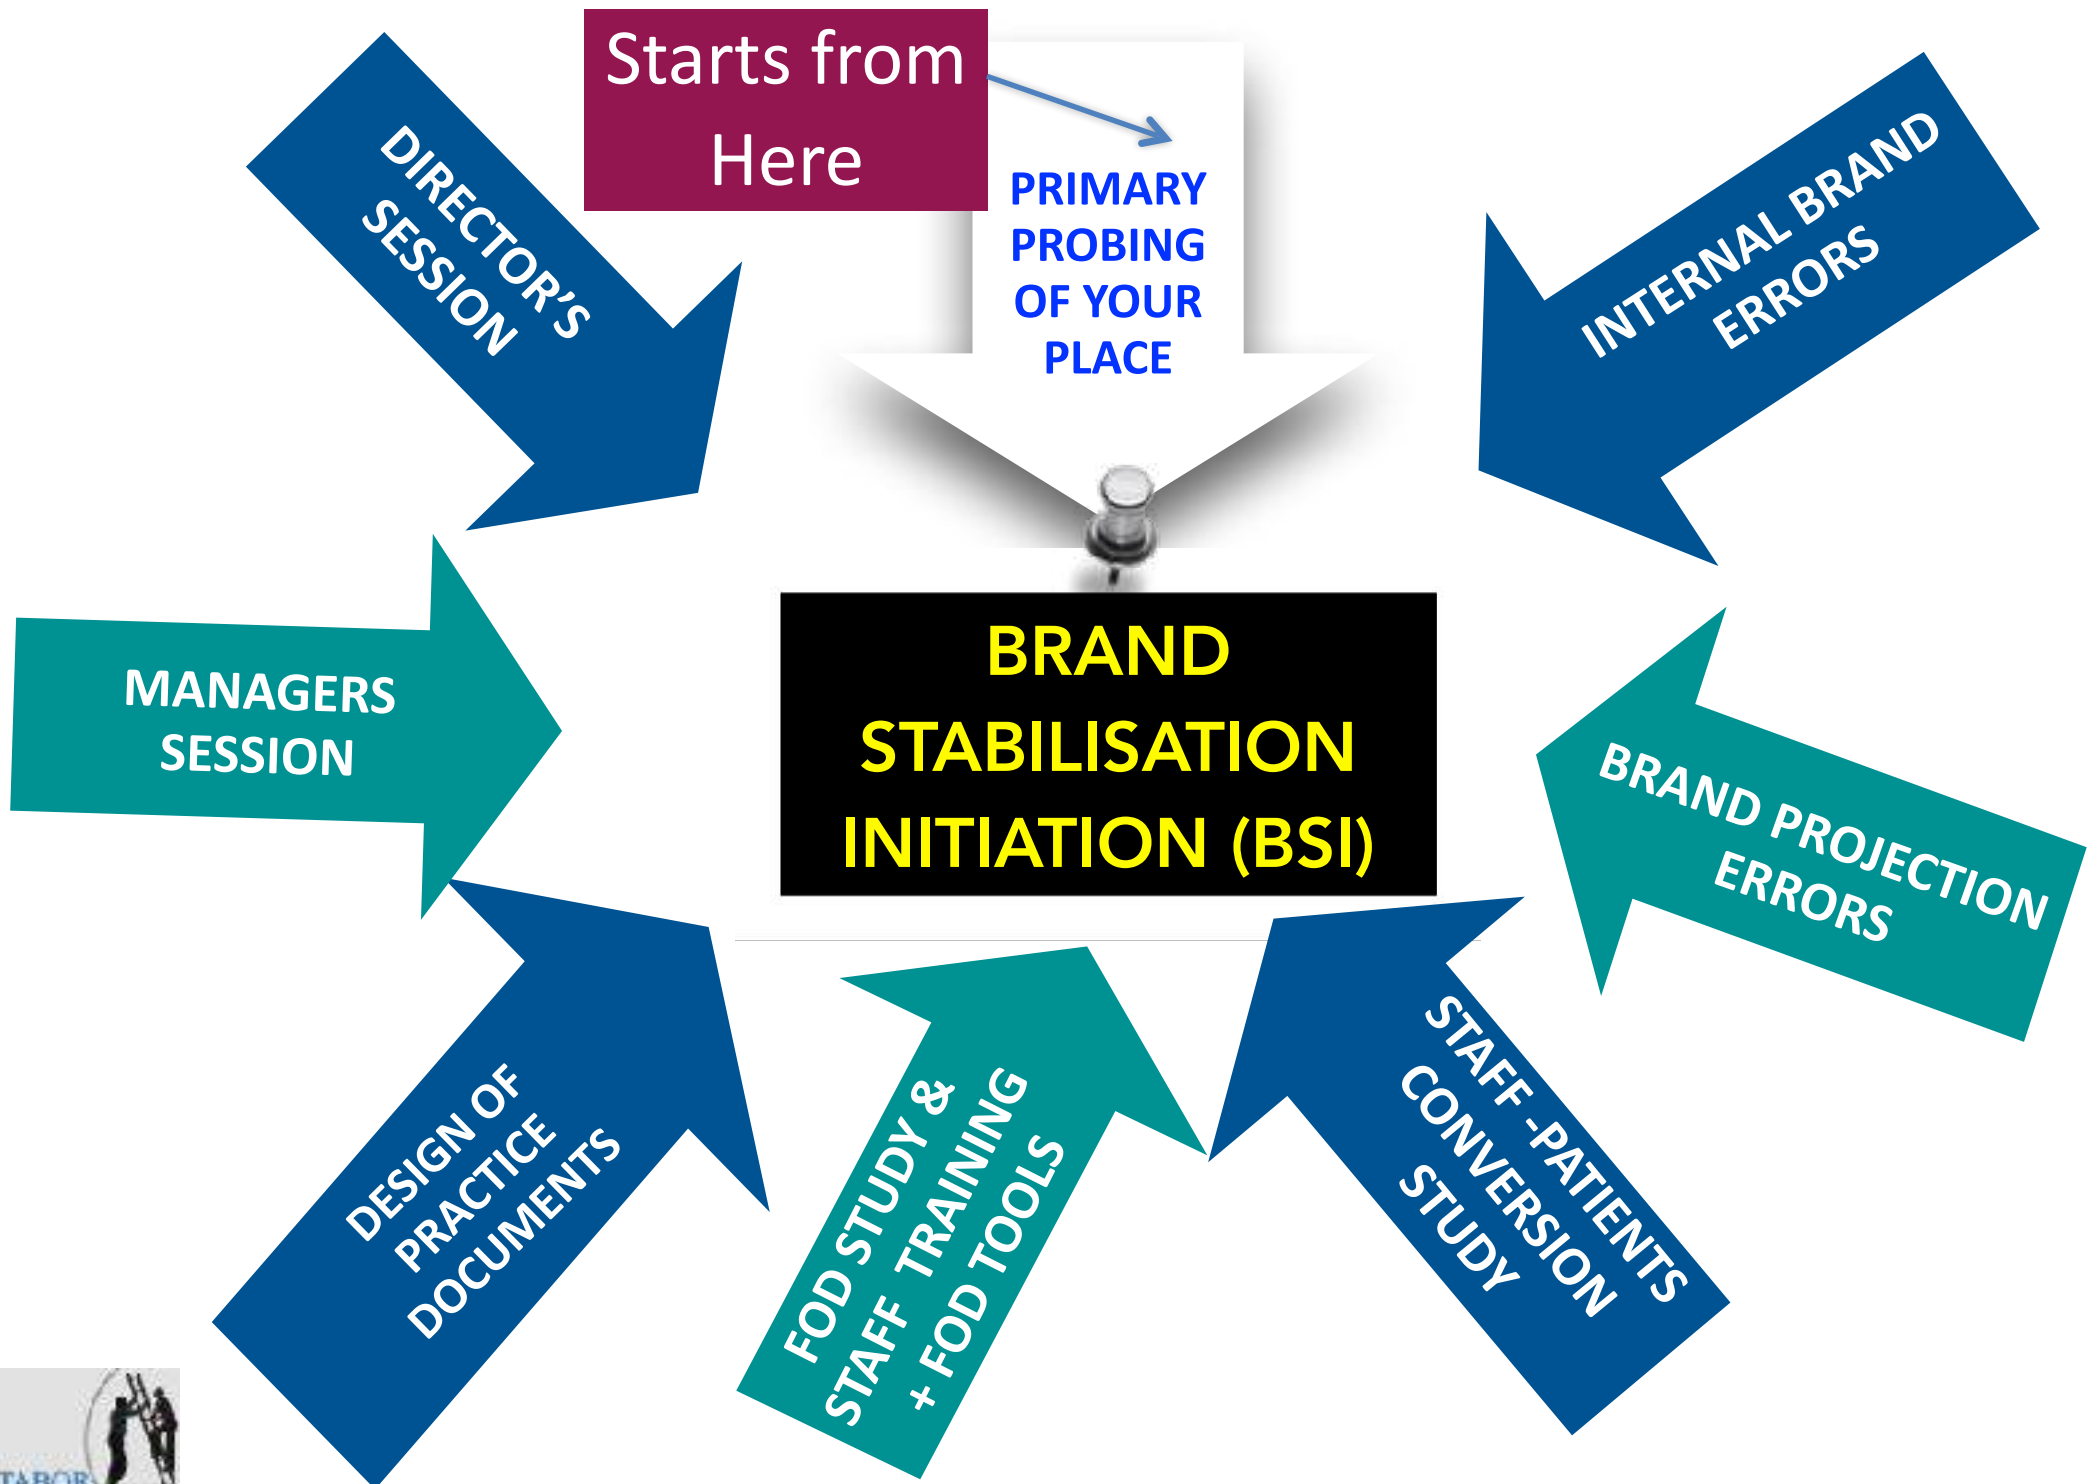 Starts from
Here
PRIMARY
PROBING
OF YOUR
PLACE
DIRECTOR’S
SESSION
INTERNAL BRAND
ERRORS
MANAGERS
SESSION
BRAND
STABILISATION
INITIATION (BSI)
BRAND PROJECTION
ERRORS
DESIGN OF
PRACTICE
DOCUMENTS
FOD STUDY &
STAFF  TRAINING
+ FOD TOOLS
STAFF -PATIENTS
CONVERSION
STUDY
TABOR